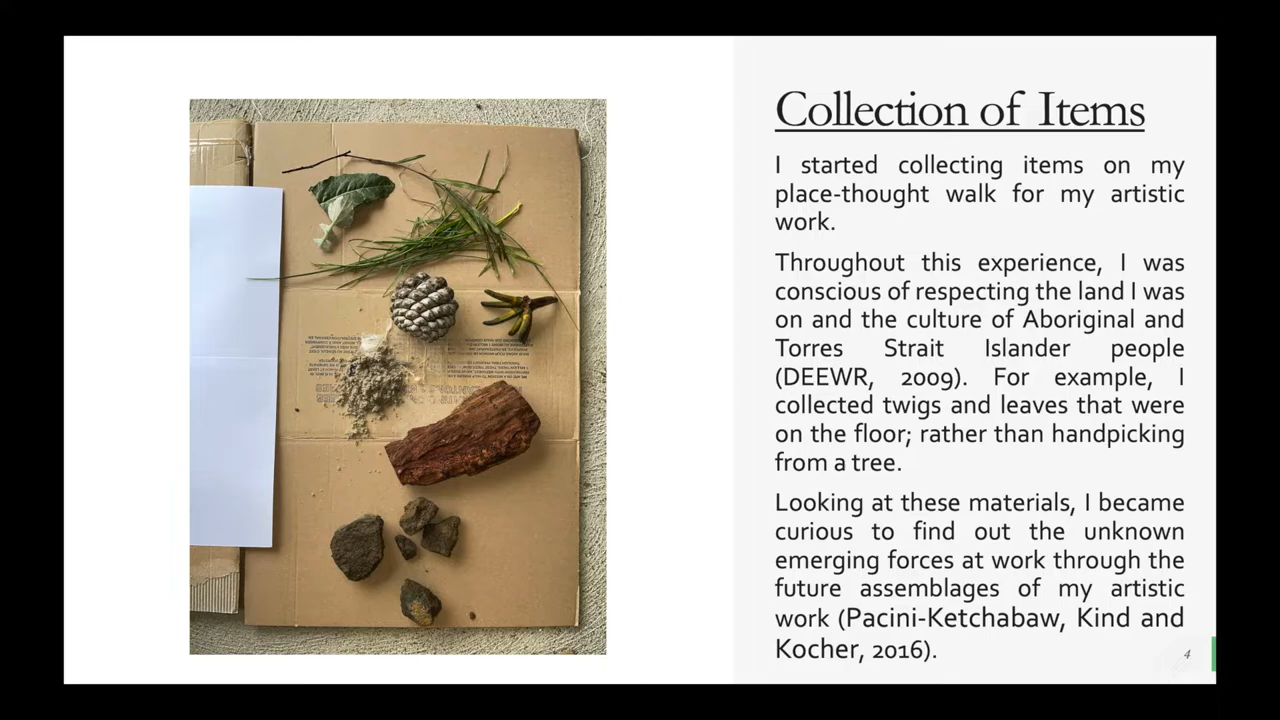 Collection of Items
I started collecting items on my
place-thought walk for my artistic
work.
Throughout this experience, I was
conscious of respecting the land I was
on and the culture of Aboriginal and
Torres Strait Islander people
(DEEWR, 2009). For example, I
collected twigs and leaves that were
on the floor; rather than handpicking
from a tree.
Looking at these materials, I became
curious to find out the unknown
emerging forces at work through the
future assemblages of my artistic
work (Pacini-Ketchabaw, Kind and
Kocher, 2016).
4